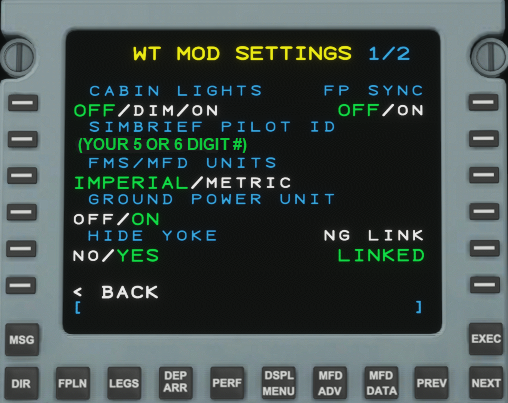 WT MOD SETTINGS 1/2
CABIN LIGHTS FP SYNC
OFF/DIM/ON OFF/ON
SIMBRIEF PILOT ID
(YOUR 5 OR 6 DIGIT #)
FMS/MFD UNITS
IMPERIAL/METRIC
GROUND POWER UNIT
OFF/ON
HIDE YOKE NG LINK
NO/YES LINKED
< BACK
[ ]
MSG EXEC
DIR FPLN LEGS DEP ARR PERF DSPL MENU MFD ADV MFD DATA PREV NEXT